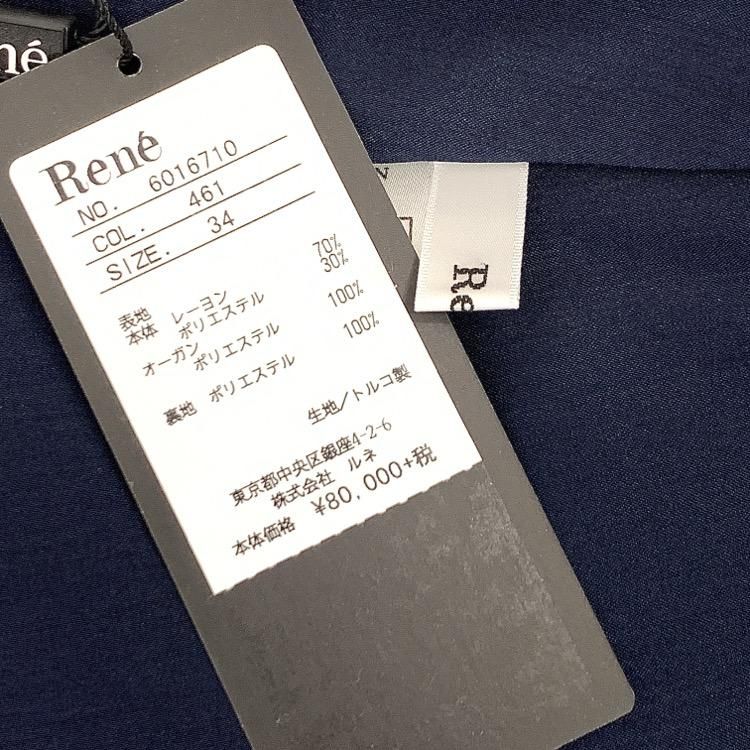 né
René
NO. 6016710
COL. 461
SIZE. 34
表地
本体 レーヨン 70%
ポリエステル 30%
オーガン ポリエステル 100%
裏地 ポリエステル 100%
生地/トルコ製
東京都中央区銀座4-2-6
株式会社 ルネ
本体価格 ¥80,000+税
Re